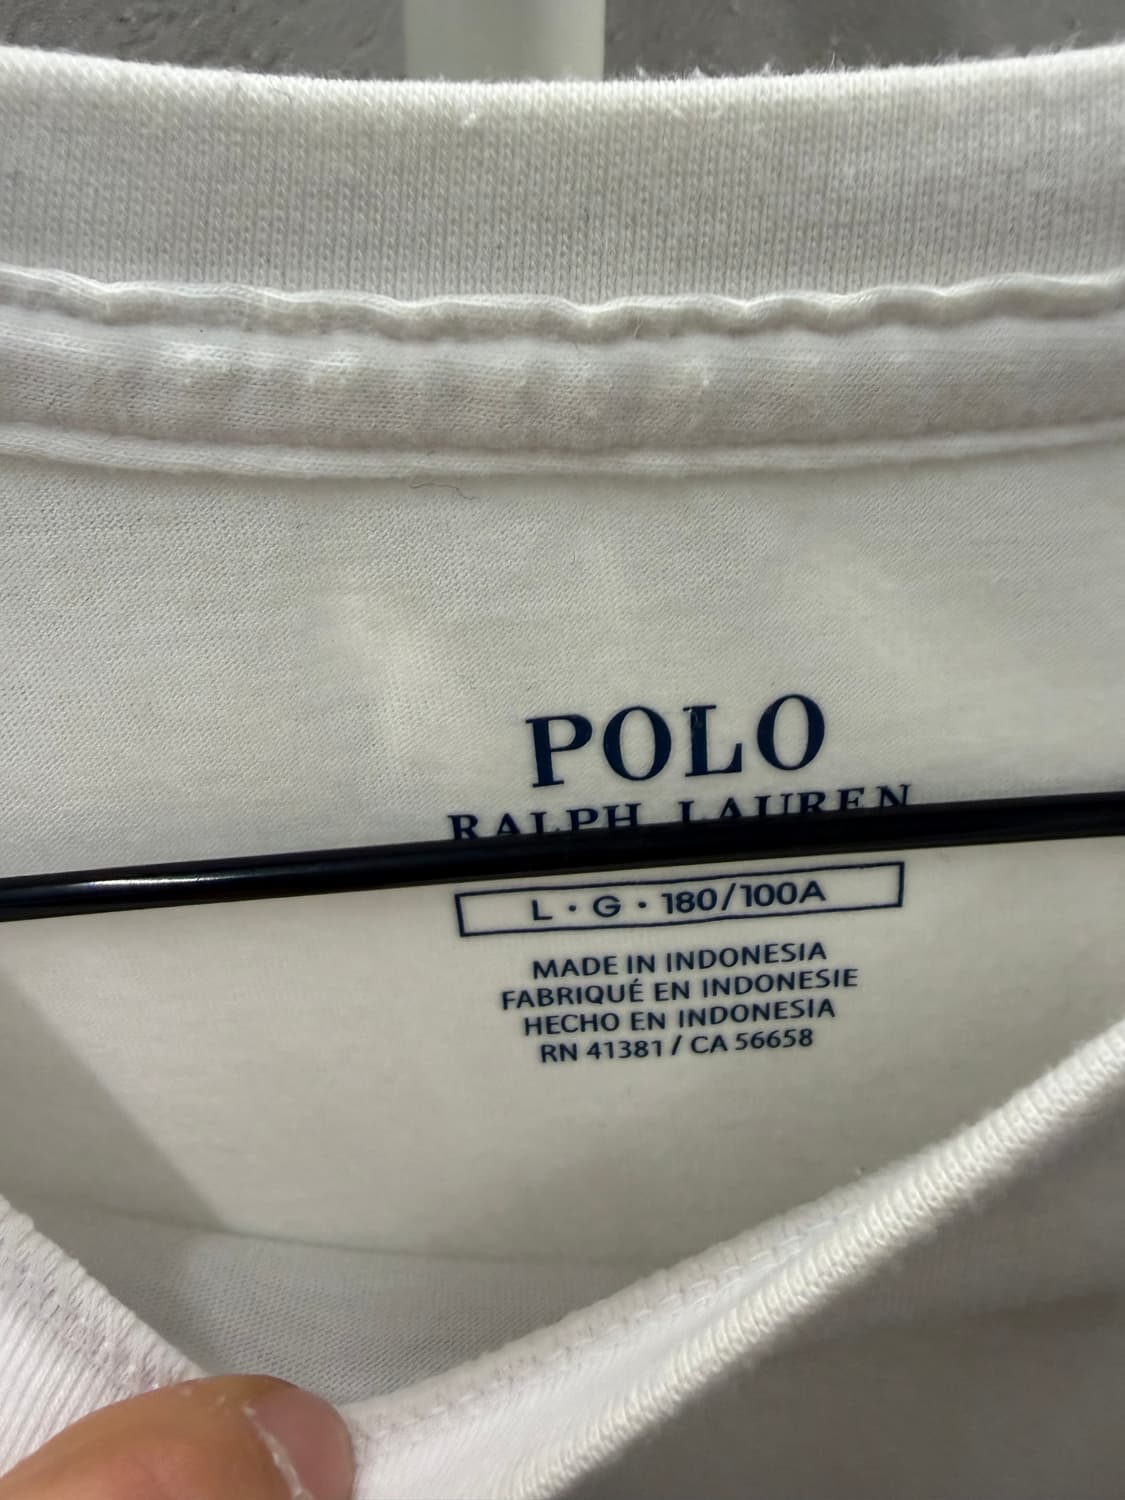 POLO
RALPH LAUREN
L · G · 180/100A
MADE IN INDONESIA
FABRIQUÉ EN INDONESIE
HECHO EN INDONESIA
RN 41381 / CA 56658